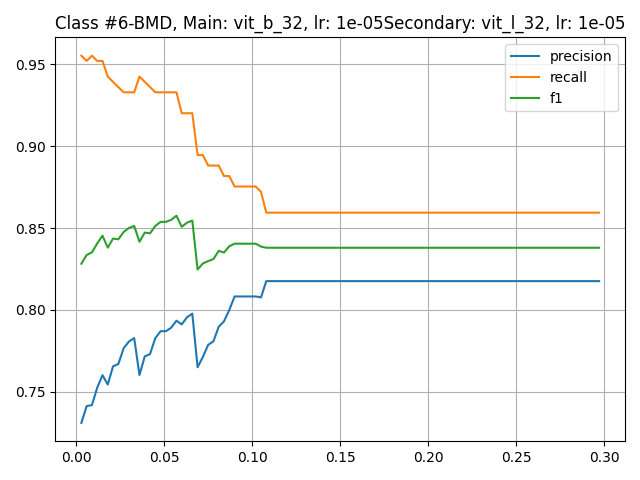 Class #6-BMD, Main: vit_b_32, lr: 1e-05Secondary: vit_l_32, lr: 1e-05
precision
recall
f1
0.95
0.90
0.85
0.80
0.75
0.00 0.05 0.10 0.15 0.20 0.25 0.30